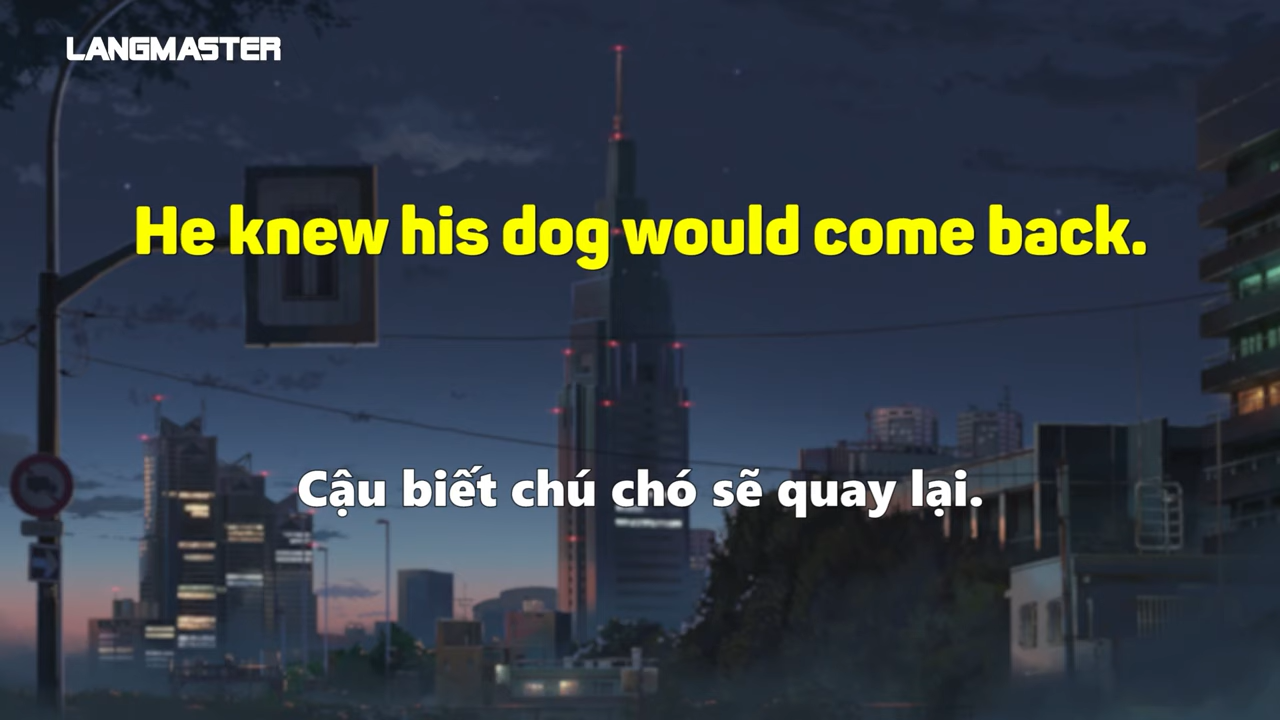 LANGMASTER
He knew his dog would come back.
Cậu biết chú chó sẽ quay lại.